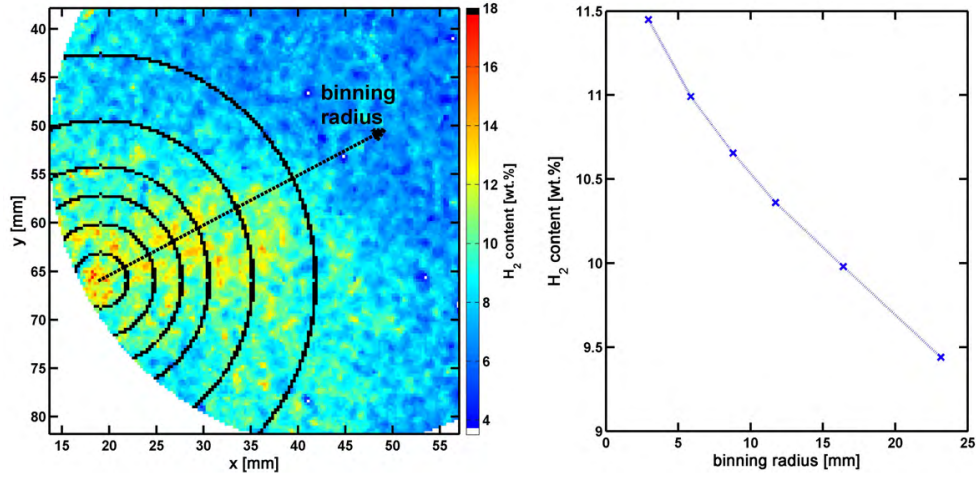 40
45
50
55
60
65
70
75
80
y [mm]
15 20 25 30 35 40 45 50 55
x [mm]
binning
radius
18
16
14
12
10
8
6
4
H2 content [wt.%]
11.5
11
10.5
10
9.5
9
H2 content [wt.%]
0 5 10 15 20 25
binning radius [mm]